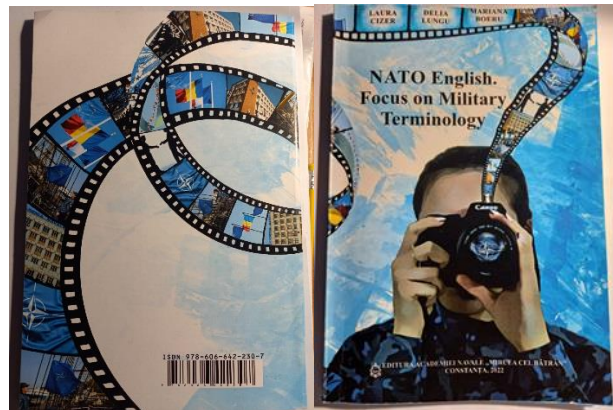 ISBN 978-606-642-230-7
LAURA CIZER
DELIA LUNGU
MARIANA BOERU
NATO English.
Focus on Military
Terminology
Canon
EDITURA ACADEMIEI NAVALE „MIRCEA CEL BĂTRÂN”
CONSTANŢA, 2022